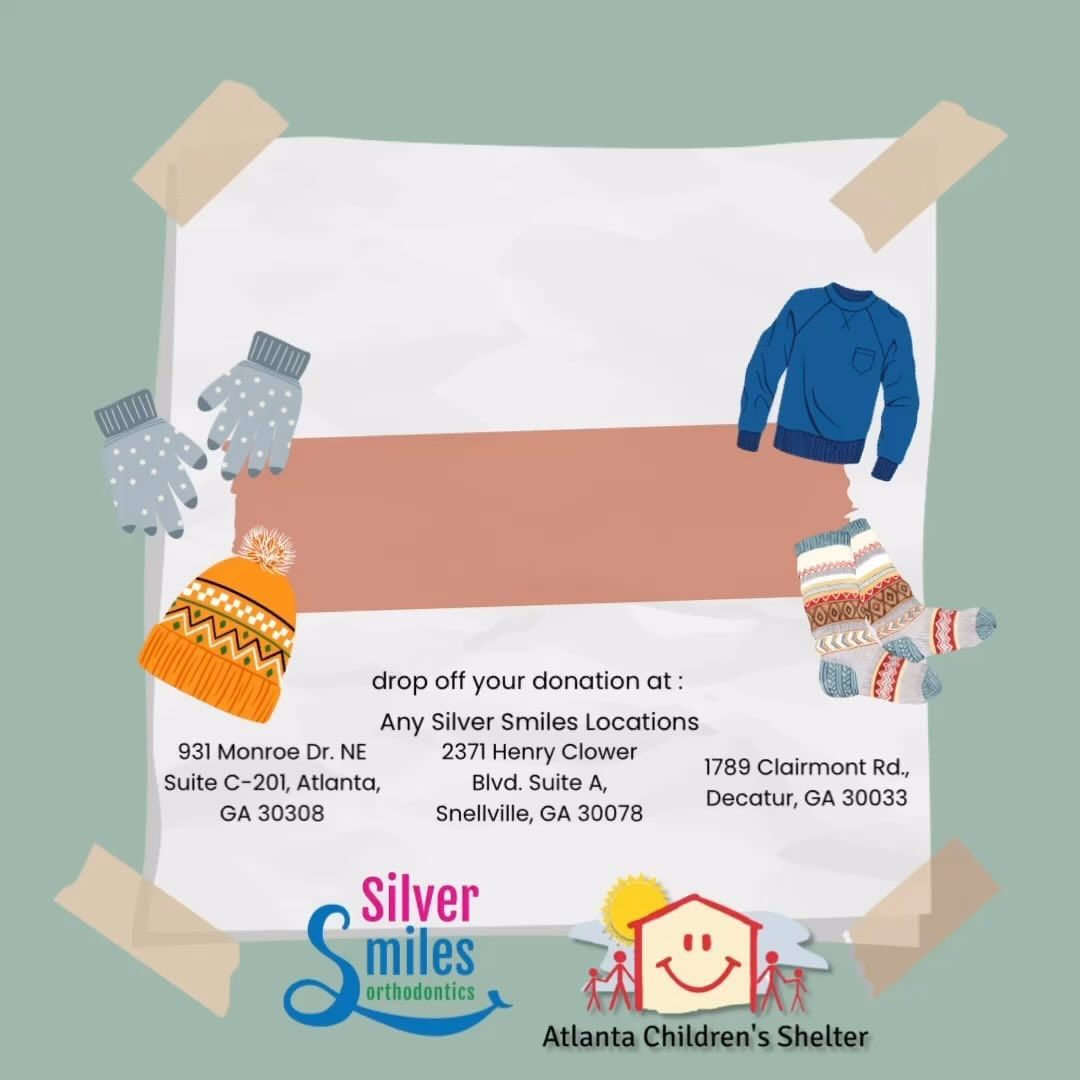 drop off your donation at :
Any Silver Smiles Locations
931 Monroe Dr. NE
Suite C-201, Atlanta,
GA 30308
2371 Henry Clower
Blvd. Suite A,
Snellville, GA 30078
1789 Clairmont Rd.,
Decatur, GA 30033
Silver
Smiles
orthodontics
Atlanta Children's Shelter